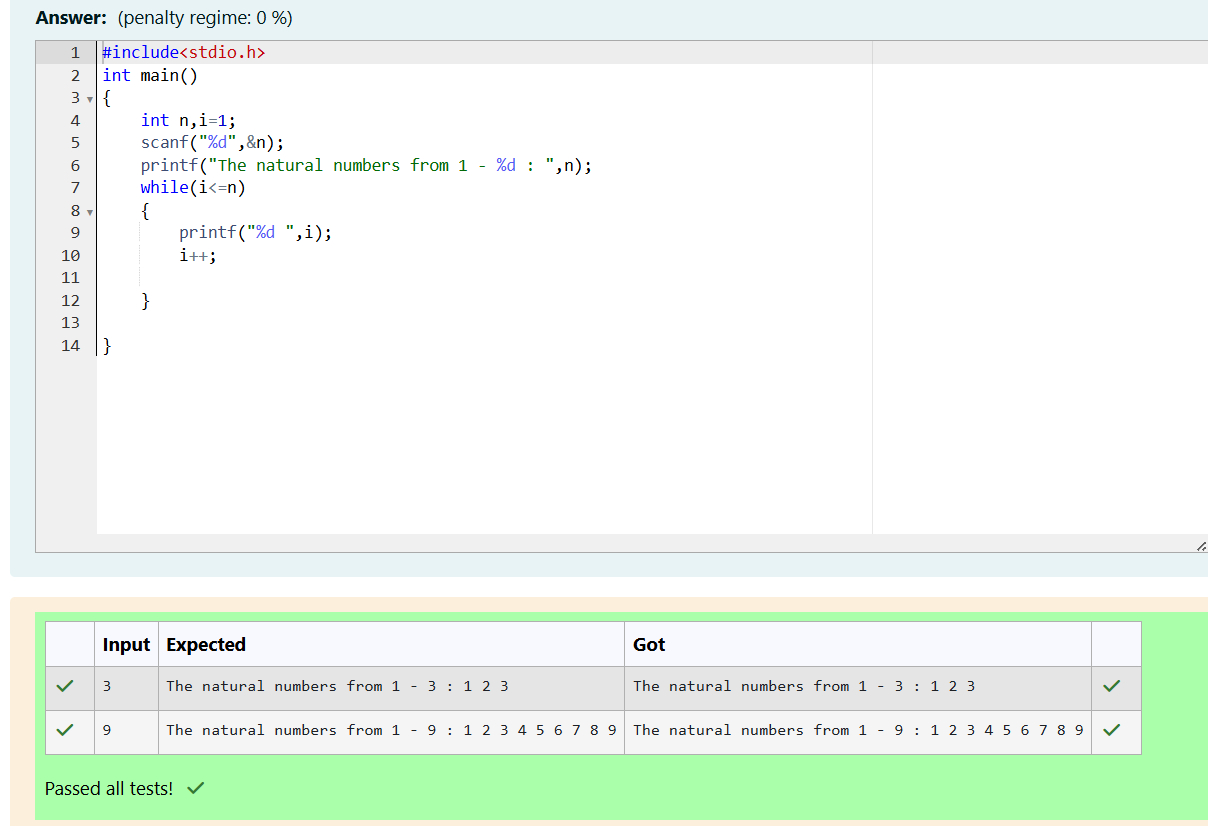 Answer: (penalty regime: 0 %)
1 #include<stdio.h>
2 int main()
3 {
4     int n,i=1;
5     scanf("%d",&n);
6     printf("The natural numbers from 1 - %d : ",n);
7     while(i<=n)
8     {
9         printf("%d ",i);
10         i++;
11
12     }
13
14 }
Input Expected Got
3 The natural numbers from 1 - 3 : 1 2 3 The natural numbers from 1 - 3 : 1 2 3
9 The natural numbers from 1 - 9 : 1 2 3 4 5 6 7 8 9 The natural numbers from 1 - 9 : 1 2 3 4 5 6 7 8 9
Passed all tests!